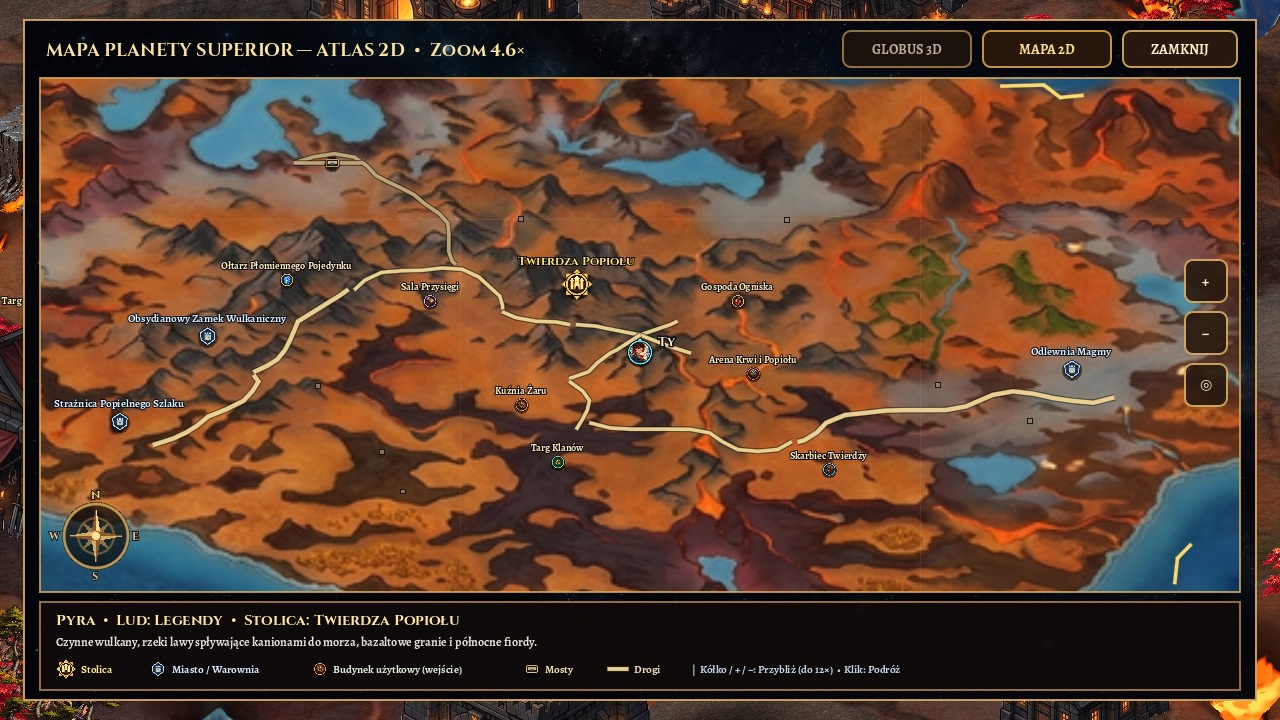 MAPA PLANETY SUPERIOR — ATLAS 2D • ZOOM 4.6×
GLOBUS 3D
MAPA 2D
ZAMKNIJ
TWIERDZA POPIOŁU
Ołtarz Płomiennego Pojedynku
Sala Przysięgi
Gospoda Ogniska
Targ
Obsydianowy Zamek Wulkaniczny
TY
Arena Krwi i Popiołu
Odlewnia Magmy
Kuźnia Żaru
Strażnica Popielnego Szlaku
Targ Klanów
Skarbiec Twierdzy
+
−
◎
N
W
E
S
PYRA • LUD: LEGENDY • STOLICA: TWIERDZA POPIOŁU
Czynne wulkany, rzeki lawy spływające kanionami do morza, bazaltowe granie i północne fiordy.
Stolica
Miasto / Warownia
Budynek użytkowy (wejście)
Mosty
Drogi
| Kółko / + / −: Przybliż (do 12×) • Klik: Podróż